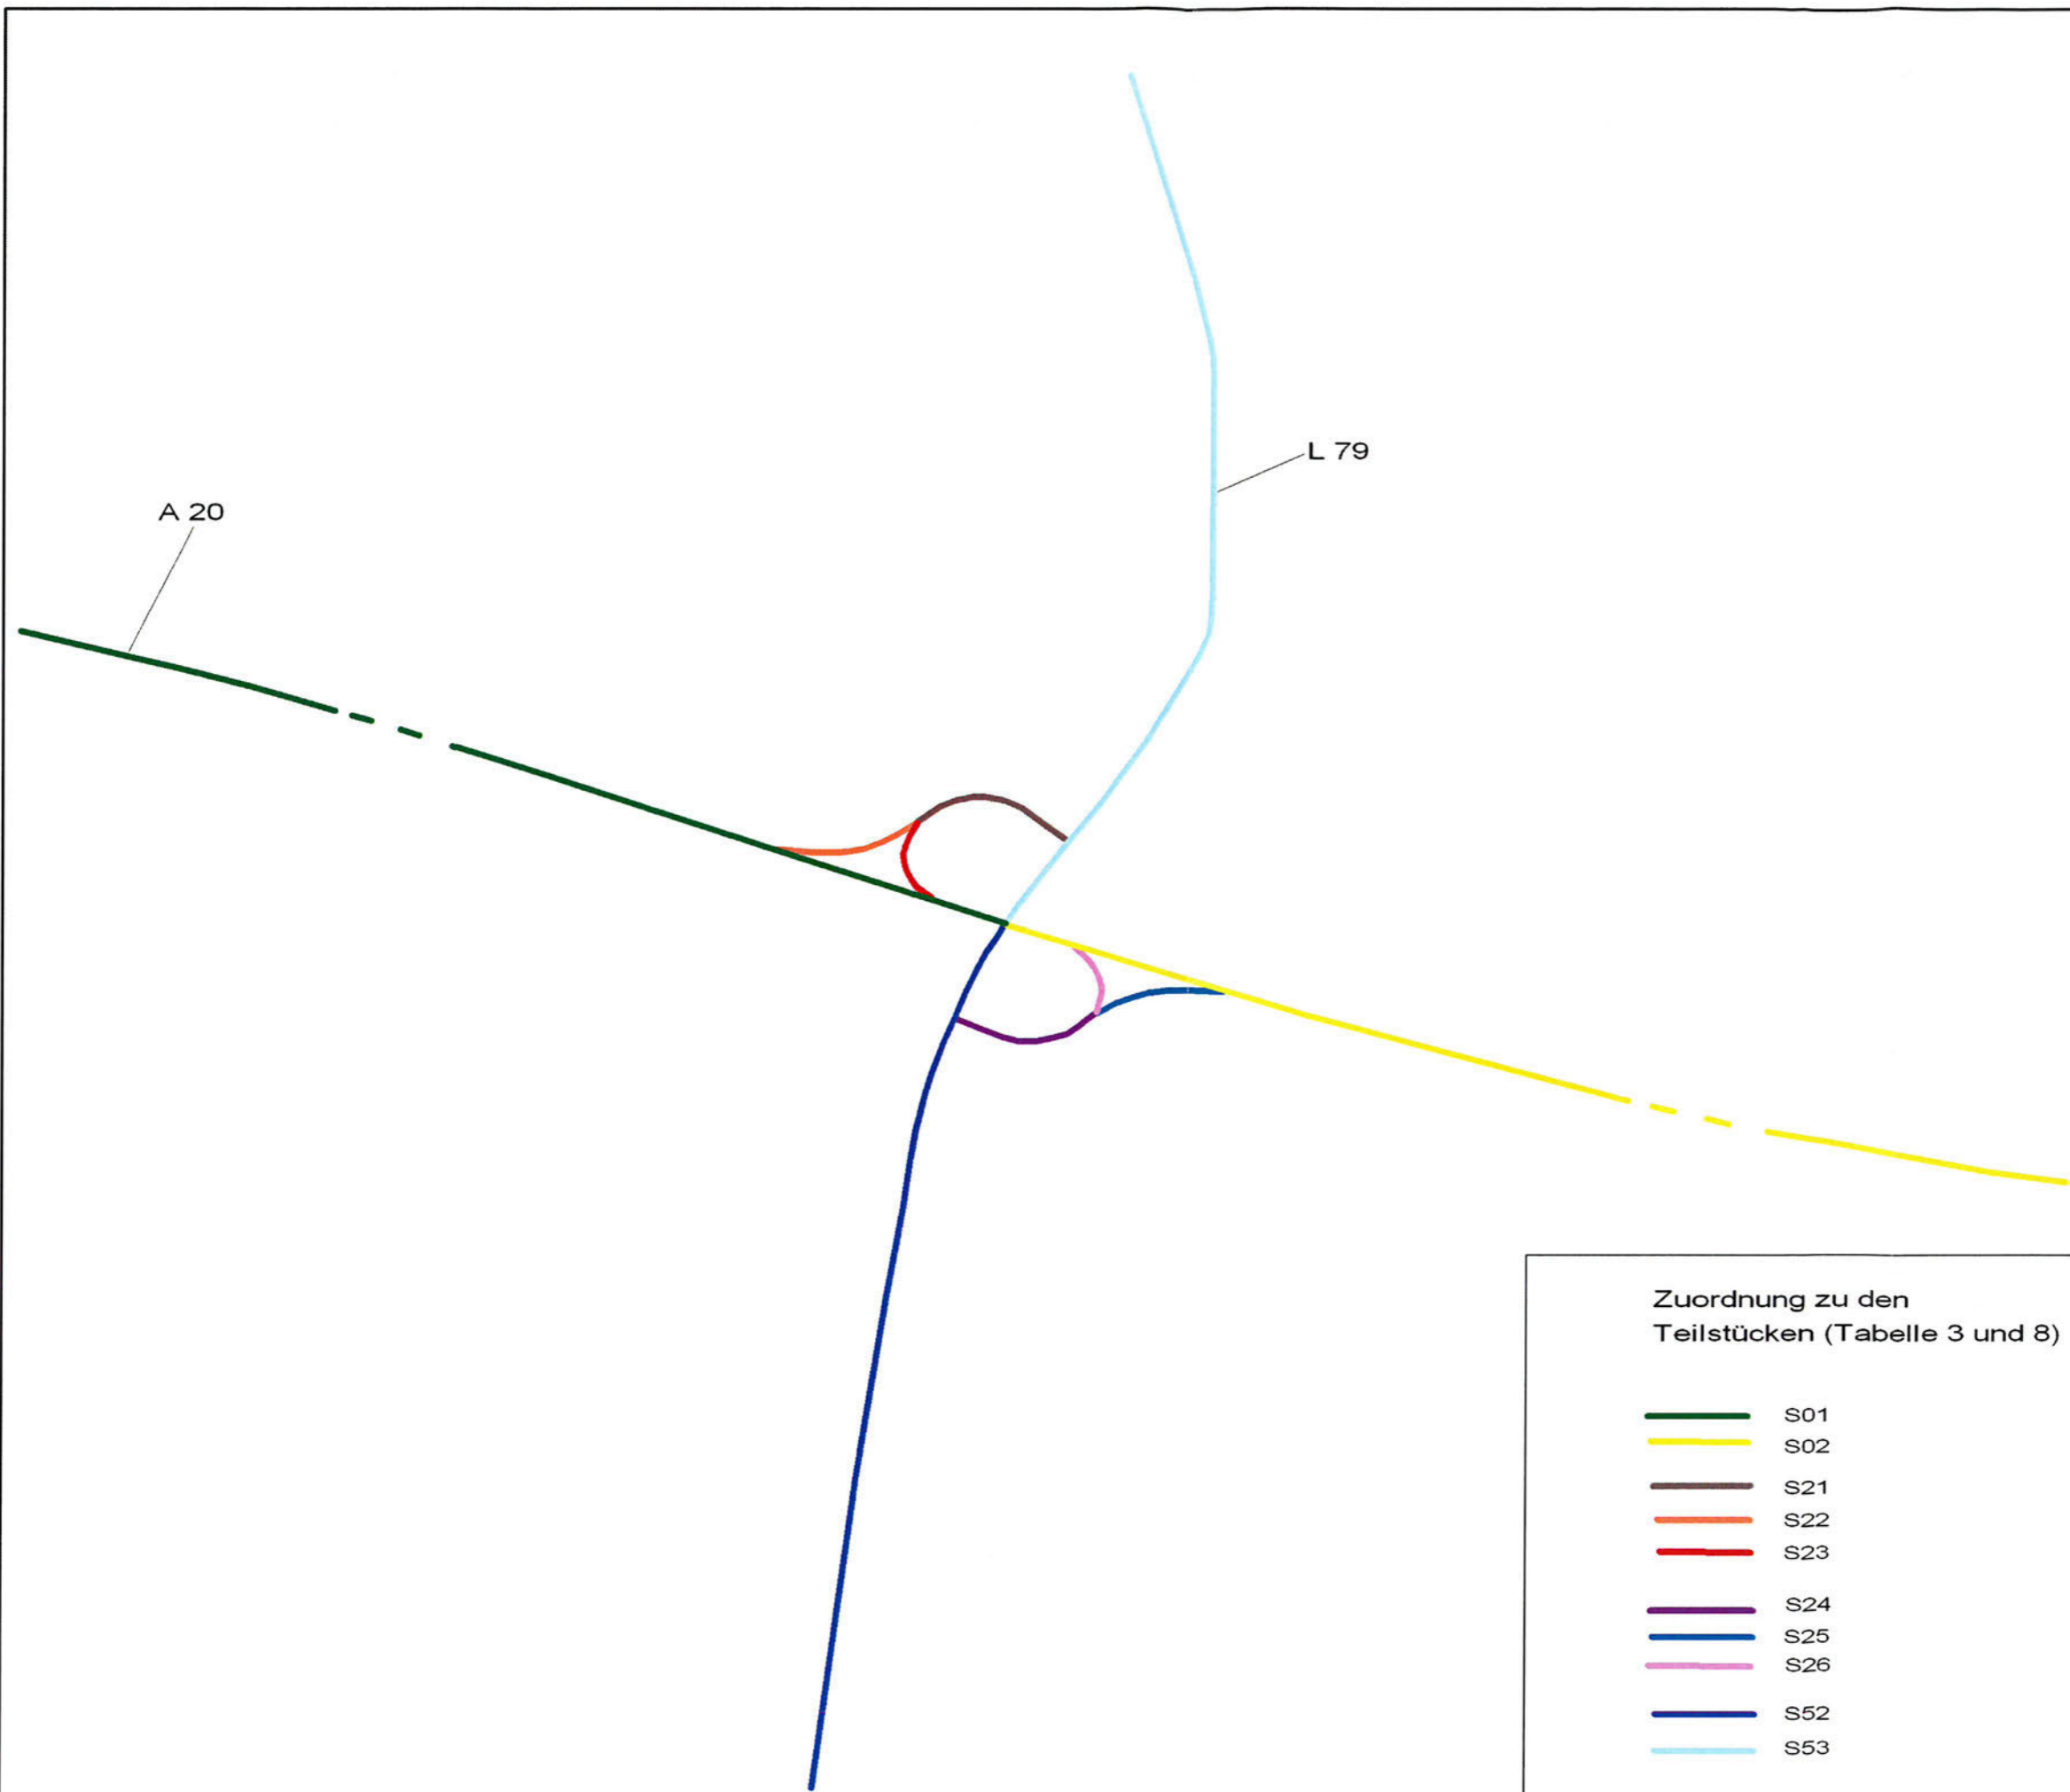 L 79
A 20
Zuordnung zu den
Teilstücken (Tabelle 3 und 8)
S01
S02
S21
S22
S23
S24
S25
S26
S52
S53